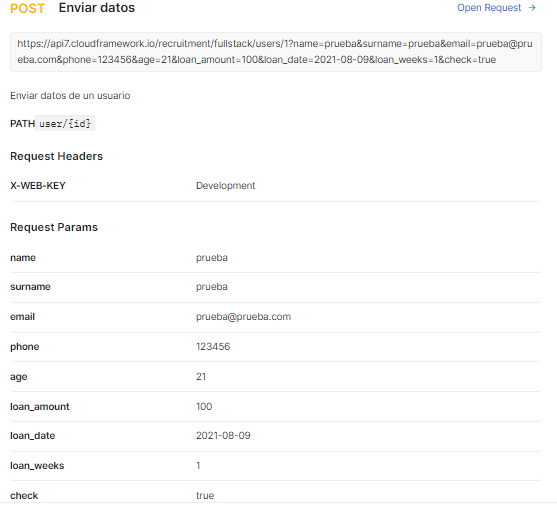 POST Enviar datos Open Request →
https://api7.cloudframework.io/recruitment/fullstack/users/1?name=prueba&surname=prueba&email=prueba@pru
eba.com&phone=123456&age=21&loan_amount=100&loan_date=2021-08-09&loan_weeks=1&check=true
Enviar datos de un usuario
PATH user/{id}
Request Headers
X-WEB-KEY Development
Request Params
name prueba
surname prueba
email prueba@prueba.com
phone 123456
age 21
loan_amount 100
loan_date 2021-08-09
loan_weeks 1
check true